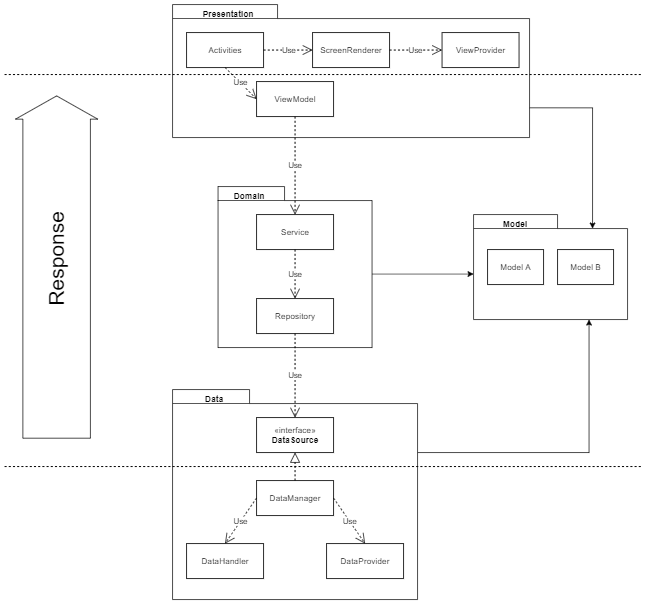 Presentation
Activities
Use
ScreenRenderer
Use
ViewProvider
Use
ViewModel
Use
Response
Domain
Service
Use
Repository
Model
Model A
Model B
Use
Data
«interface»
DataSource
DataManager
Use
Use
DataHandler
DataProvider